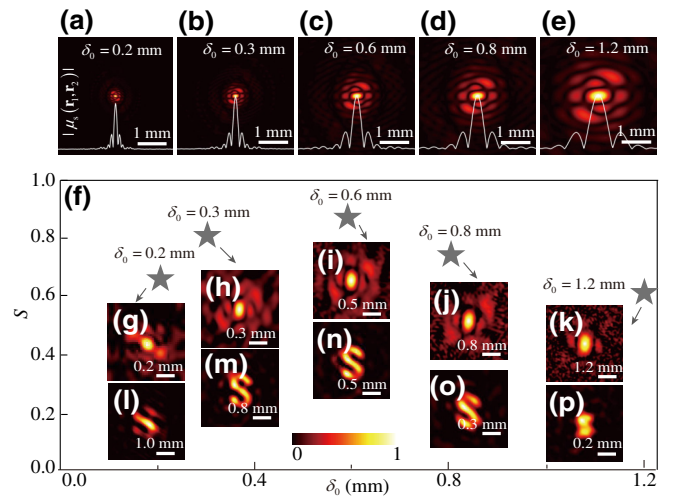 (a) (b) (c) (d) (e)
δ₀ = 0.2 mm δ₀ = 0.3 mm δ₀ = 0.6 mm δ₀ = 0.8 mm δ₀ = 1.2 mm
|μₛ(r₁,r₂)|
1 mm 1 mm 1 mm 1 mm 1 mm
1.0
(f)
δ₀ = 0.6 mm
δ₀ = 0.3 mm
0.8
δ₀ = 0.8 mm
δ₀ = 0.2 mm
(i)
δ₀ = 1.2 mm
(h)
(j)
0.6
S
0.5 mm
(g)
(k)
0.3 mm
0.8 mm
0.4
(n)
0.2 mm
1.2 mm
(m)
0.5 mm
(l)
(o)
(p)
0.8 mm
0.3 mm
0.2
1.0 mm
0.2 mm
0 1
0.0
0.0 0.4 0.8 1.2
δ₀ (mm)